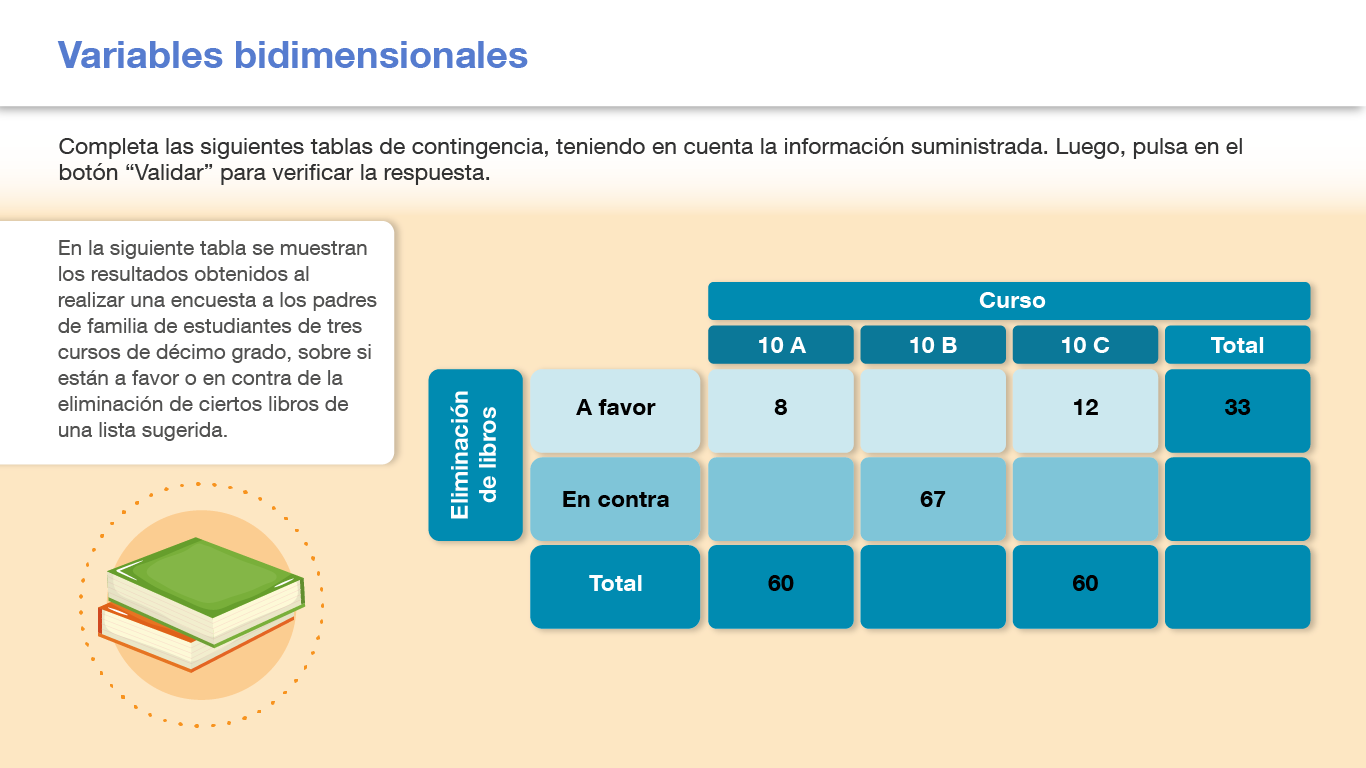 Variables bidimensionales
Completa las siguientes tablas de contingencia, teniendo en cuenta la información suministrada. Luego, pulsa en el
botón “Validar” para verificar la respuesta.
En la siguiente tabla se muestran
los resultados obtenidos al
realizar una encuesta a los padres
de familia de estudiantes de tres
cursos de décimo grado, sobre si
están a favor o en contra de la
eliminación de ciertos libros de
una lista sugerida.
Curso
10 A 10 B 10 C Total
Eliminación
de libros
A favor 8 12 33
En contra 67
Total 60 60